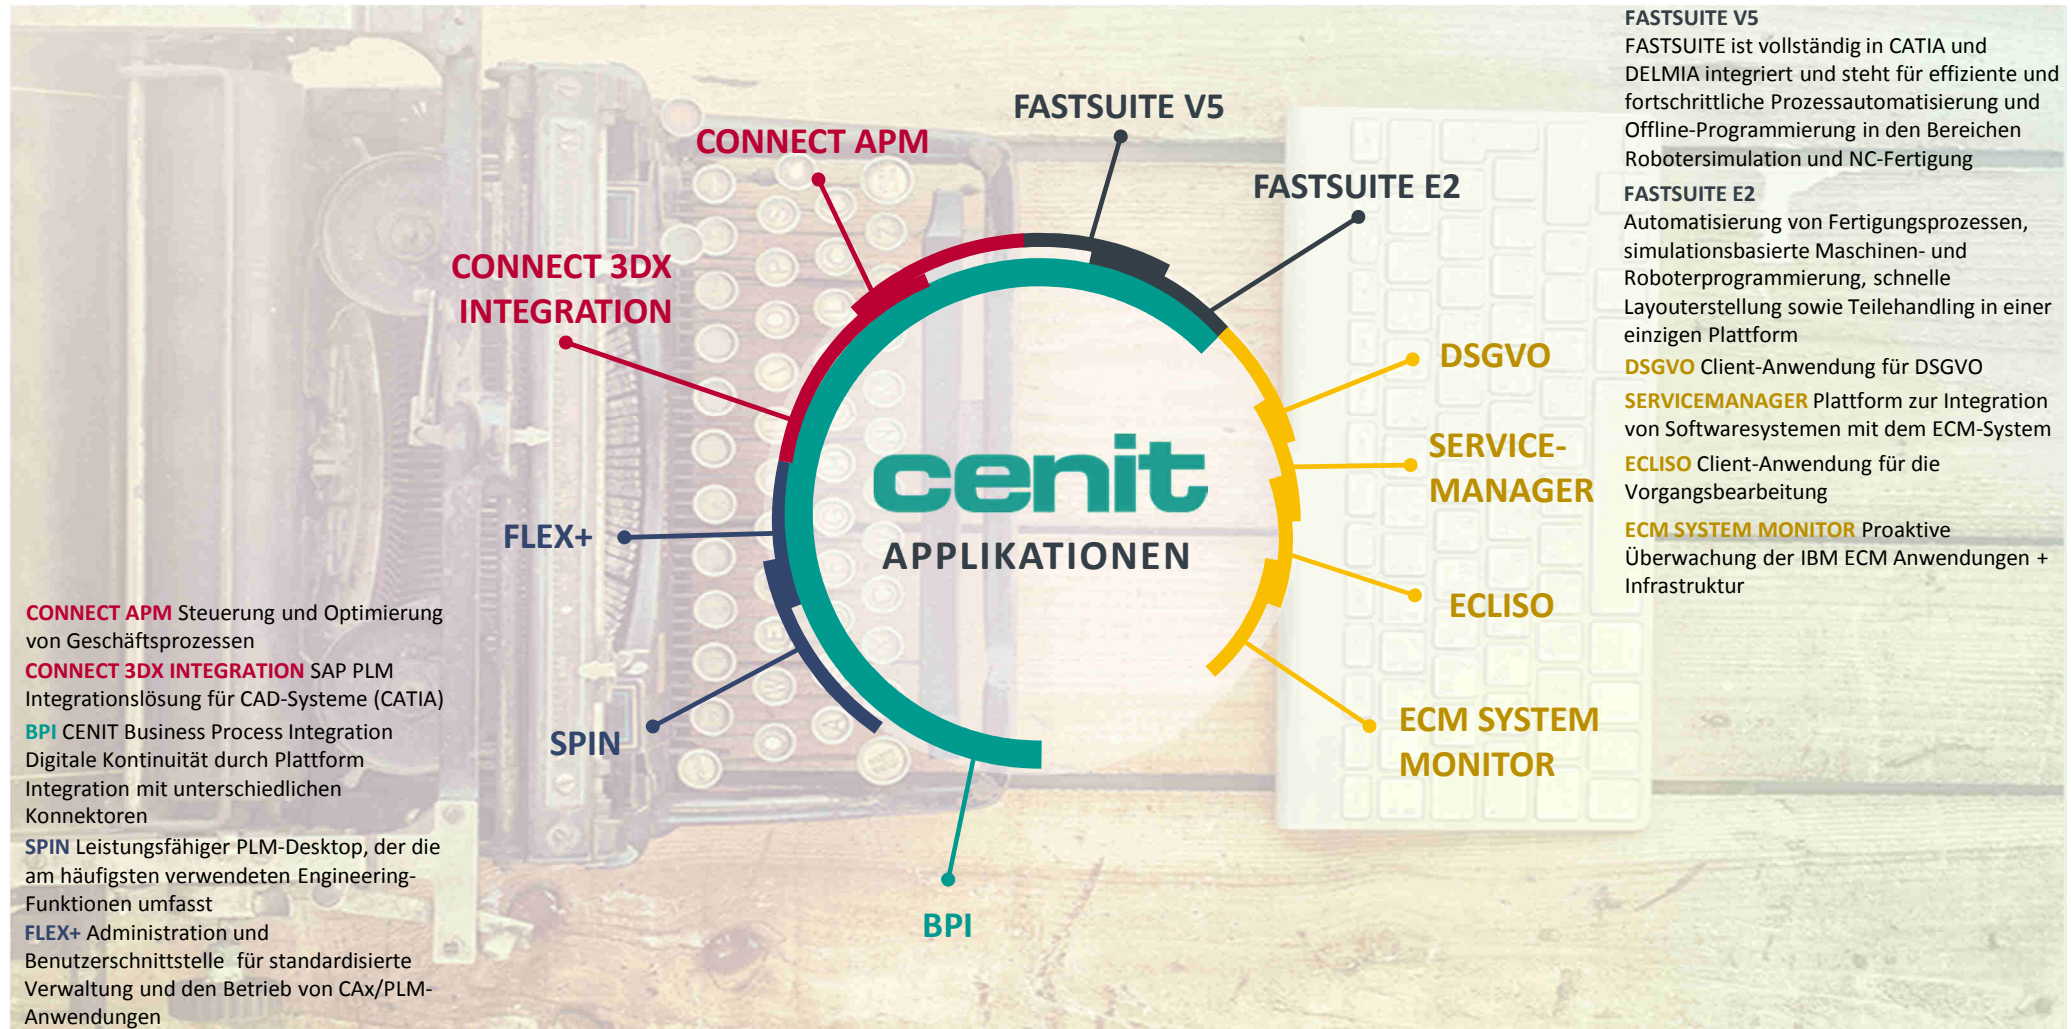 FASTSUITE V5
FASTSUITE ist vollständig in CATIA und
DELMIA integriert und steht für effiziente und
fortschrittliche Prozessautomatisierung und
Offline-Programmierung in den Bereichen
Robotersimulation und NC-Fertigung
FASTSUITE E2
Automatisierung von Fertigungsprozessen,
simulationsbasierte Maschinen- und
Roboterprogrammierung, schnelle
Layouterstellung sowie Teilehandling in einer
einzigen Plattform
DSGVO Client-Anwendung für DSGVO
SERVICEMANAGER Plattform zur Integration
von Softwaresystemen mit dem ECM-System
ECLISO Client-Anwendung für die
Vorgangsbearbeitung
ECM SYSTEM MONITOR Proaktive
Überwachung der IBM ECM Anwendungen +
Infrastruktur
FASTSUITE V5
CONNECT APM
FASTSUITE E2
CONNECT 3DX
INTEGRATION
DSGVO
SERVICE-
MANAGER
cenit
APPLIKATIONEN
FLEX+
ECLISO
SPIN
ECM SYSTEM
MONITOR
BPI
CONNECT APM Steuerung und Optimierung
von Geschäftsprozessen
CONNECT 3DX INTEGRATION SAP PLM
Integrationslösung für CAD-Systeme (CATIA)
BPI CENIT Business Process Integration
Digitale Kontinuität durch Plattform
Integration mit unterschiedlichen
Konnektoren
SPIN Leistungsfähiger PLM-Desktop, der die
am häufigsten verwendeten Engineering-
Funktionen umfasst
FLEX+ Administration und
Benutzerschnittstelle für standardisierte
Verwaltung und den Betrieb von CAx/PLM-
Anwendungen